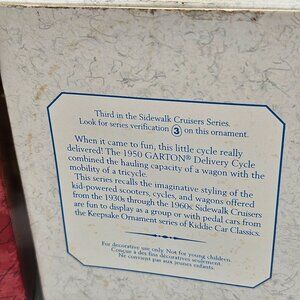 Third in the Sidewalk Cruisers Series.
Look for series verification 3 on this ornament.
When it came to fun, this little cycle really
delivered! The 1950 GARTON® Delivery Cycle
combined the hauling capacity of a wagon with the
mobility of a tricycle.
This series recalls the imaginative styling of the
kid-powered scooters, cycles, and wagons offered
from the 1930s through the 1960s. Sidewalk Cruisers
are fun to display as a group or with pedal cars from
the Keepsake Ornament series of Kiddie Car Classics.
For decorative use only. Not for young children.
Conçu à des fins décoratives seulement.
Ne convient pas aux jeunes enfants.